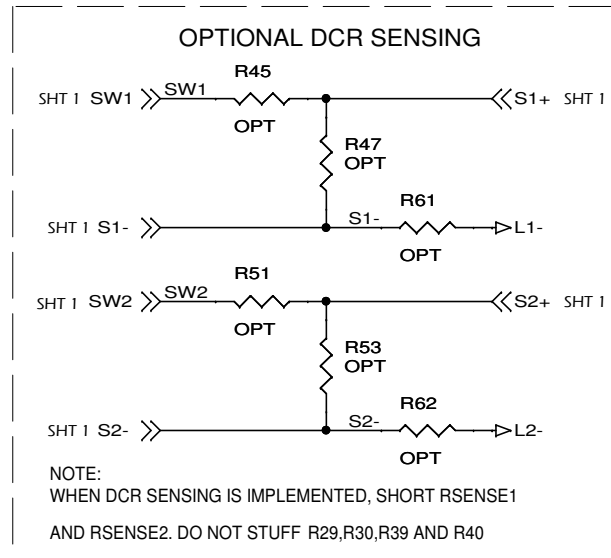 OPTIONAL DCR SENSING
R45
SHT 1 SW1 SW1 S1+ SHT 1
OPT
R47
OPT
R61
SHT 1 S1- S1- L1-
OPT
R51
SHT 1 SW2 SW2 S2+ SHT 1
OPT
R53
OPT
R62
SHT 1 S2- S2- L2-
OPT
NOTE:
WHEN DCR SENSING IS IMPLEMENTED, SHORT RSENSE1
AND RSENSE2. DO NOT STUFF R29,R30,R39 AND R40